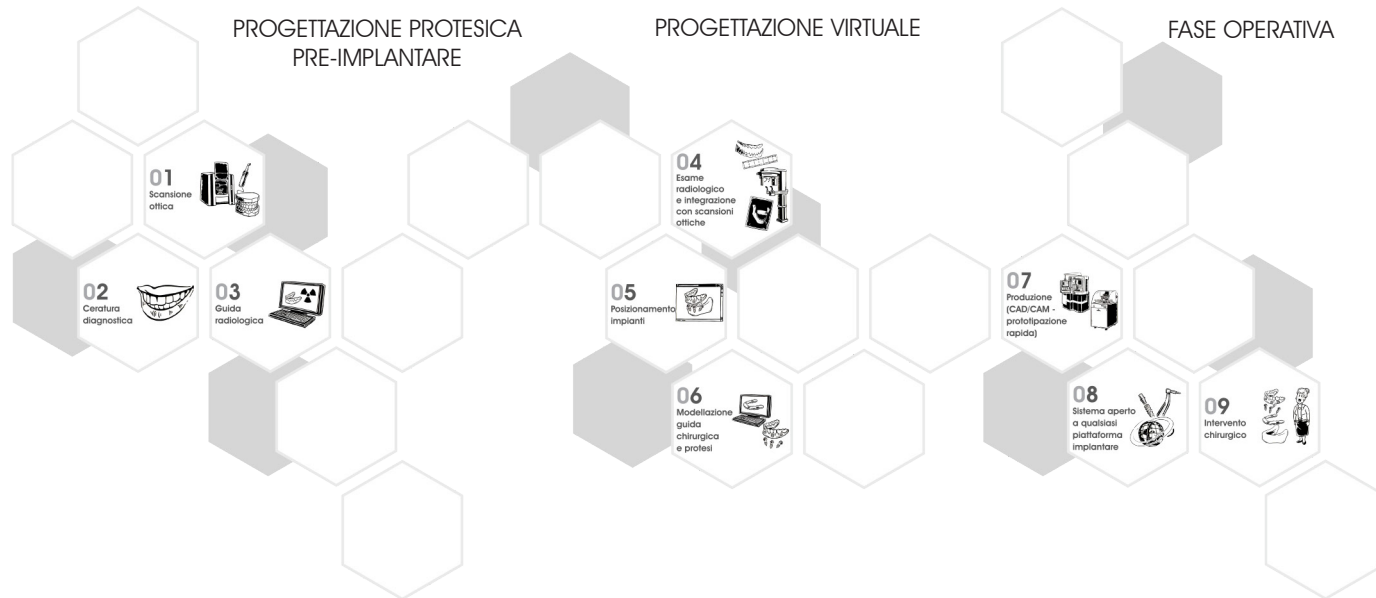 PROGETTAZIONE PROTESICA
PRE-IMPLANTARE
PROGETTAZIONE VIRTUALE
FASE OPERATIVA
01
Scansione
ottica
02
Ceratura
diagnostica
03
Guida
radiologica
04
Esame
radiologico
e integrazione
con scansioni
ottiche
05
Posizionamento
impianti
06
Modellazione
guida
chirurgica
e protesi
07
Produzione
(CAD/CAM -
prototipazione
rapida)
08
Sistema aperto
a qualsiasi
piattaforma
implantare
09
Intervento
chirurgico